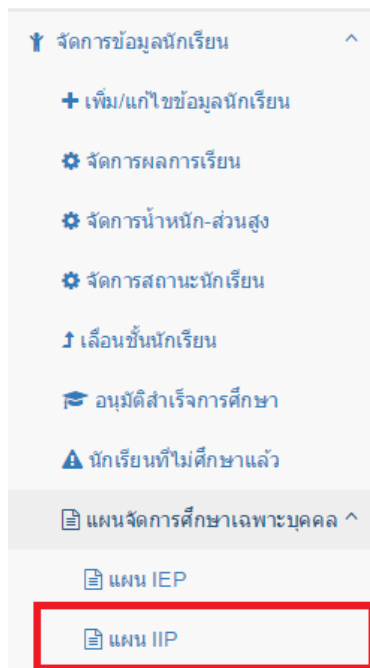 จัดการข้อมูลนักเรียน
เพิ่ม/แก้ไขข้อมูลนักเรียน
จัดการผลการเรียน
จัดการน้ำหนัก-ส่วนสูง
จัดการสถานะนักเรียน
เลื่อนชั้นนักเรียน
อนุมัติสำเร็จการศึกษา
นักเรียนที่ไม่ศึกษาแล้ว
แผนจัดการศึกษาเฉพาะบุคคล
แผน IEP
แผน IIP